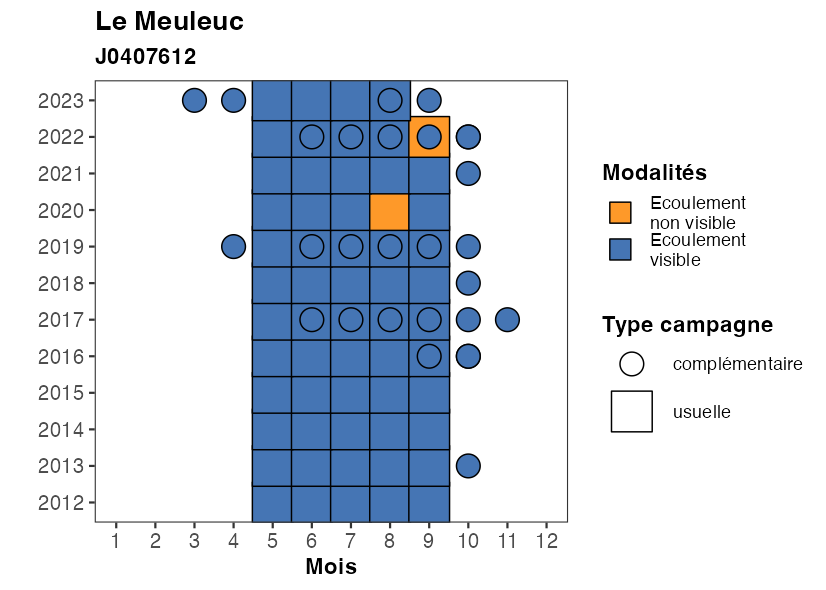 Le Meuleuc
J0407612
2023
2022
2021
2020
2019
2018
2017
2016
2015
2014
2013
2012
1 2 3 4 5 6 7 8 9 10 11 12
Mois
Modalités
Ecoulement
non visible
Ecoulement
visible
Type campagne
complémentaire
usuelle